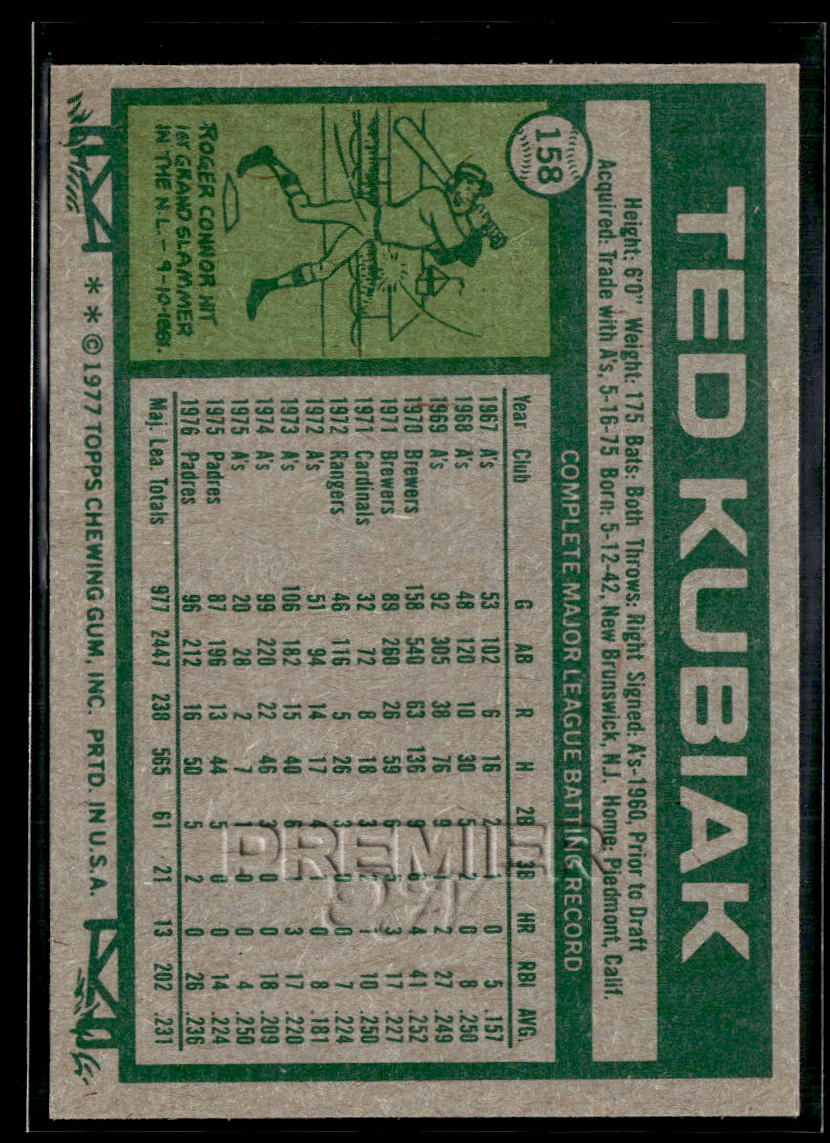 TED KUBIAK
158
Height: 6'0" Weight: 175 Bats: Both Throws: Right Signed: A's-1960, Prior to Draft
Acquired: Trade with A's, 5-16-75 Born: 5-12-42, New Brunswick, N.J. Home: Piedmont, Calif.
COMPLETE MAJOR LEAGUE BATTING RECORD
Year Club G AB R H 2B 3B HR RBI AVG.
1967 A's 53 102 6 16 2 1 0 5 .157
1968 A's 48 120 10 30 5 2 0 8 .250
1969 A's 92 305 38 76 9 2 27 .249
1970 Brewers 158 540 63 136 9 4 41 .252
1971 Brewers 89 260 26 59 3 17 .227
1971 Cardinals 32 72 8 18 3 2 1 10 .250
1972 Rangers 46 116 5 26 3 0 0 7 .224
1972 A's 51 94 14 17 4 0 8 .181
1973 A's 106 182 15 40 6 1 3 17 .220
1974 A's 99 220 22 46 3 0 0 18 .209
1975 A's 20 28 2 7 1 0 0 4 .250
1975 Padres 87 196 13 44 5 0 0 14 .224
1976 Padres 96 212 16 50 5 2 0 26 .236
Maj. Lea. Totals 977 2447 238 565 61 21 13 202 .231
ROGER CONNOR HIT
1ST GRAND SLAMMER
IN THE N.L. - 9-10-1881.
* * © 1977 TOPPS CHEWING GUM, INC. PRTD. IN U.S.A.
PREMIER